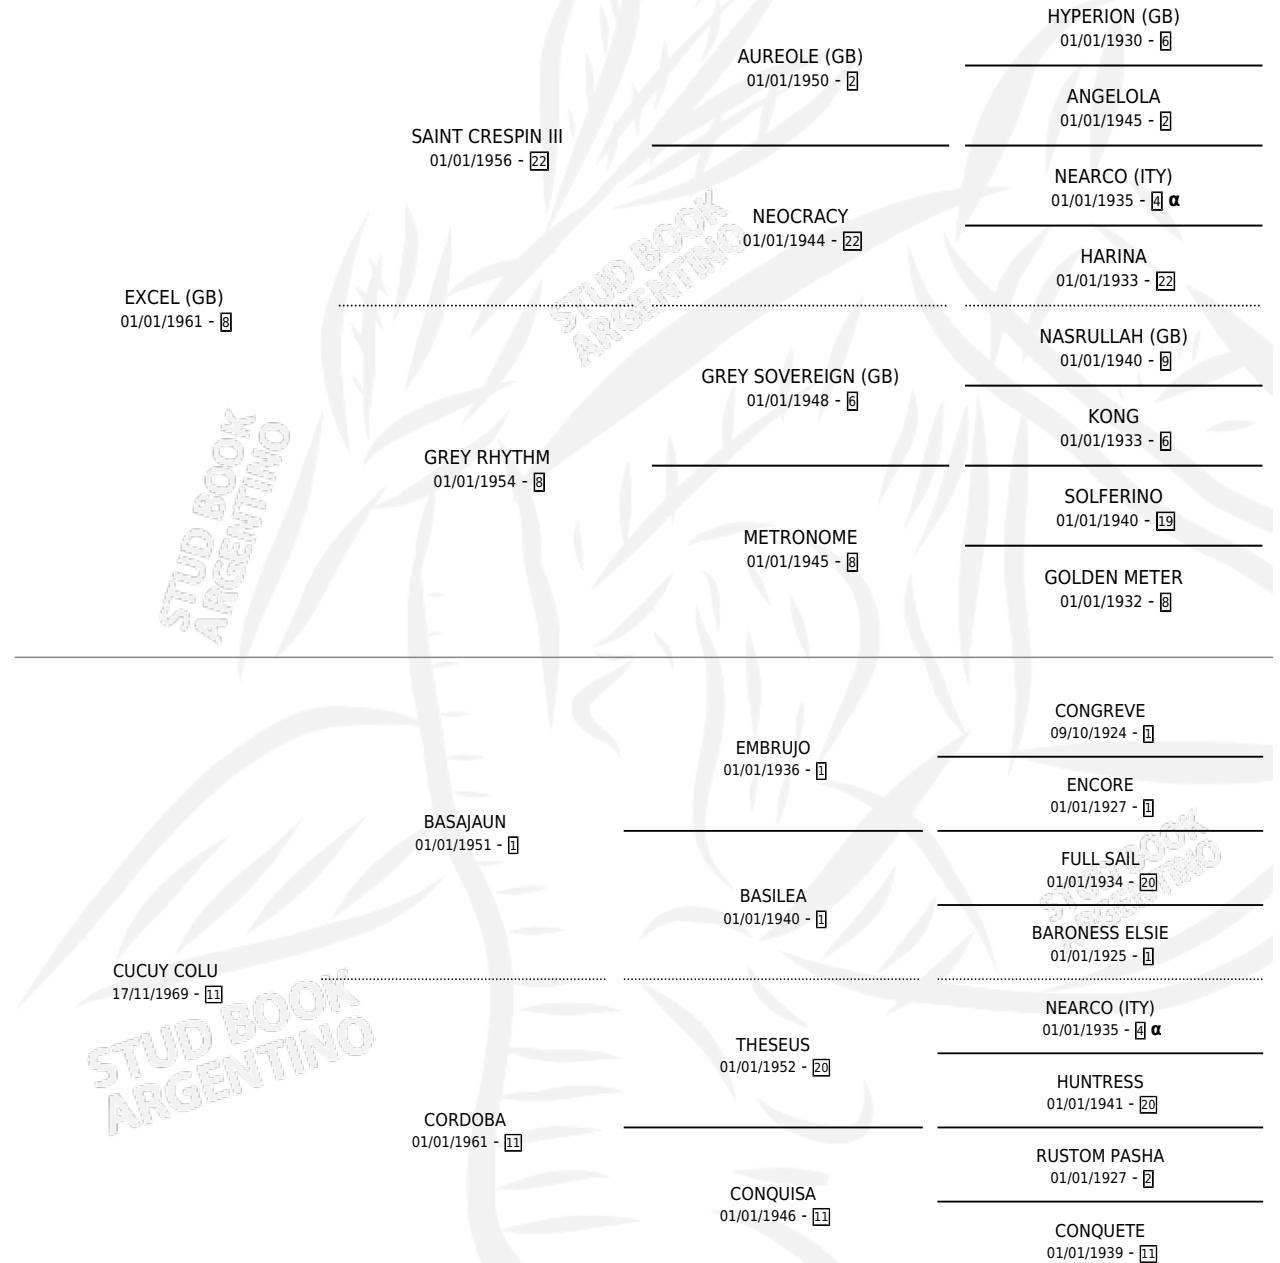 HYPERION (GB)
01/01/1930 - 6
AUREOLE (GB)
01/01/1950 - 2
ANGELOLA
01/01/1945 - 2
SAINT CRESPIN III
01/01/1956 - 22
NEARCO (ITY)
01/01/1935 - 4 α
NEOCRACY
01/01/1944 - 22
HARINA
01/01/1933 - 22
EXCEL (GB)
01/01/1961 - 8
NASRULLAH (GB)
01/01/1940 - 9
GREY SOVEREIGN (GB)
01/01/1948 - 6
KONG
01/01/1933 - 6
GREY RHYTHM
01/01/1954 - 8
SOLFERINO
01/01/1940 - 19
METRONOME
01/01/1945 - 8
GOLDEN METER
01/01/1932 - 8
CONGREVE
09/10/1924 - 1
EMBRUJO
01/01/1936 - 1
ENCORE
01/01/1927 - 1
BASAJAUN
01/01/1951 - 1
FULL SAIL
01/01/1934 - 20
BASILEA
01/01/1940 - 1
BARONESS ELSIE
01/01/1925 - 1
CUCUY COLU
17/11/1969 - 11
NEARCO (ITY)
01/01/1935 - 4 α
THESEUS
01/01/1952 - 20
HUNTRESS
01/01/1941 - 20
CORDOBA
01/01/1961 - 11
RUSTOM PASHA
01/01/1927 - 2
CONQUISA
01/01/1946 - 11
CONQUETE
01/01/1939 - 11
STUD BOOK
ARGENTINO
STUD BOOK
ARGENTINO
STUD BOOK
ARGENTINO
STUD BOOK
ARGENTINO